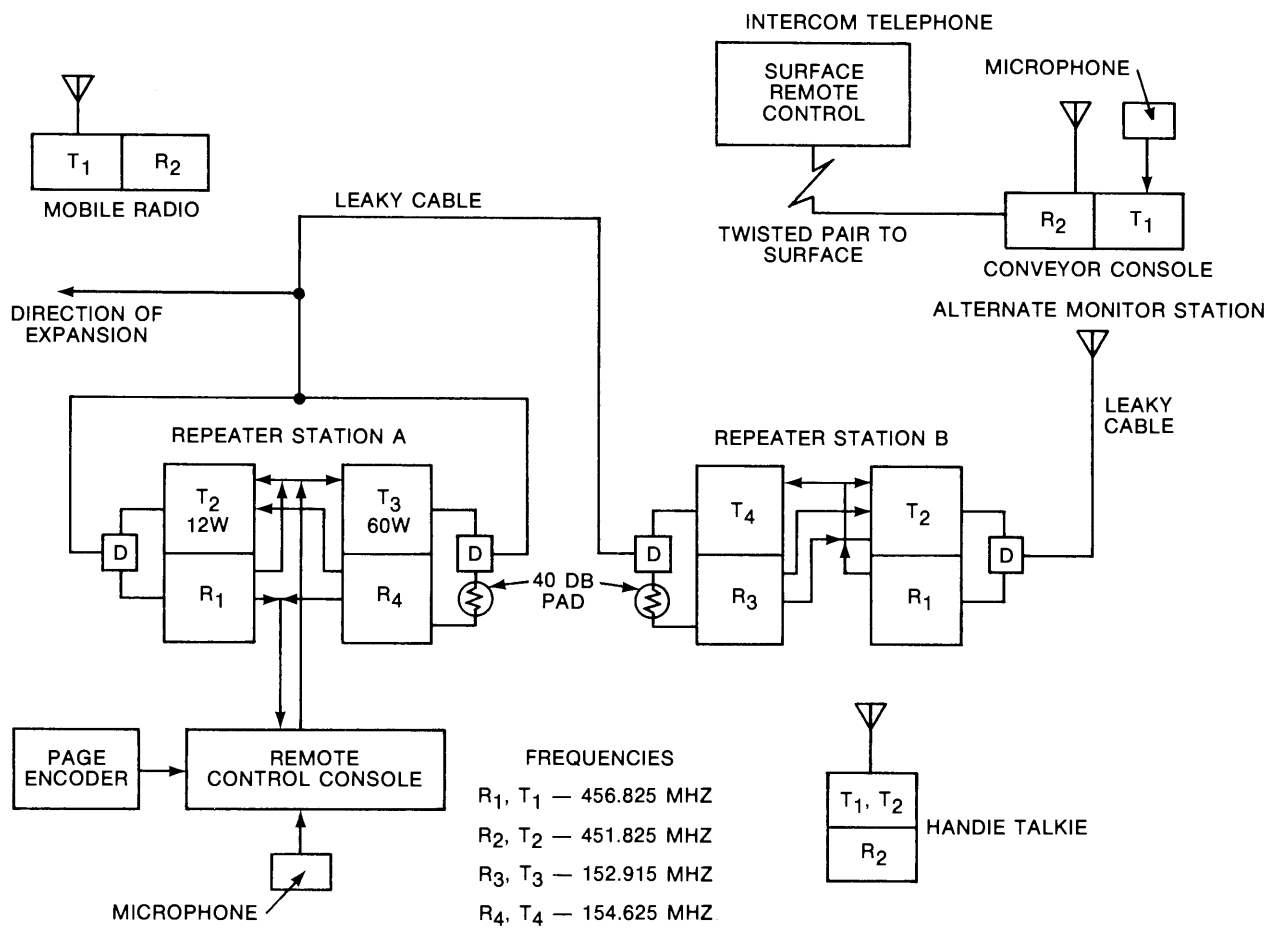 INTERCOM TELEPHONE
SURFACE
REMOTE
CONTROL
MICROPHONE
T1
R2
MOBILE RADIO
LEAKY CABLE
R2
T1
TWISTED PAIR TO
SURFACE
CONVEYOR CONSOLE
DIRECTION OF
EXPANSION
ALTERNATE MONITOR STATION
LEAKY
CABLE
REPEATER STATION A
REPEATER STATION B
T2
12W
T3
60W
T4
T2
D
D
D
D
R1
R4
40 DB
PAD
R3
R1
PAGE
ENCODER
REMOTE
CONTROL CONSOLE
MICROPHONE
FREQUENCIES
R1, T1 — 456.825 MHZ
R2, T2 — 451.825 MHZ
R3, T3 — 152.915 MHZ
R4, T4 — 154.625 MHZ
T1, T2
R2
HANDIE TALKIE